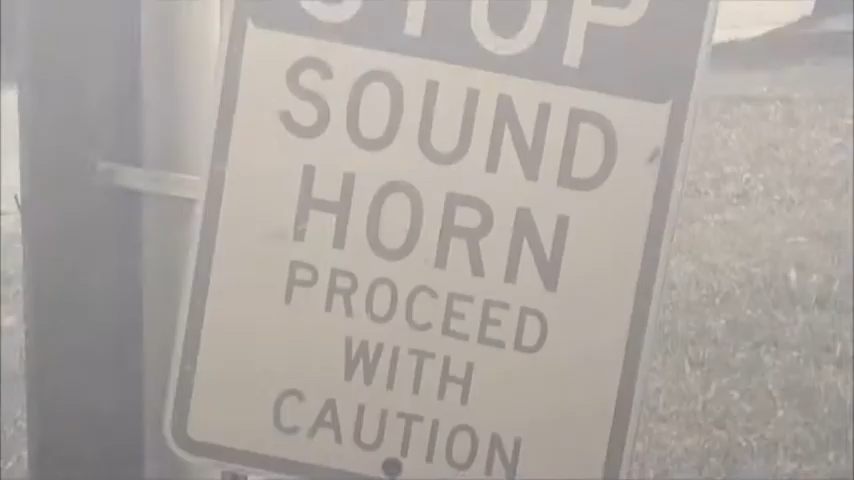 STOP
SOUND
HORN
PROCEED
WITH
CAUTION